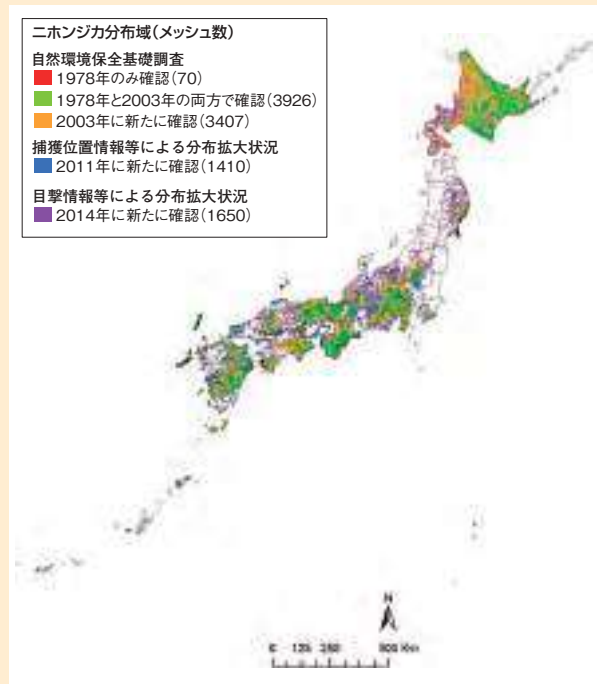 ニホンジカ分布域（メッシュ数）
自然環境保全基礎調査
1978年のみ確認（70）
1978年と2003年の両方で確認（3926）
2003年に新たに確認（3407）
捕獲位置情報等による分布拡大状況
2011年に新たに確認（1410）
目撃情報等による分布拡大状況
2014年に新たに確認（1650）
N
0 125 250 500 Km